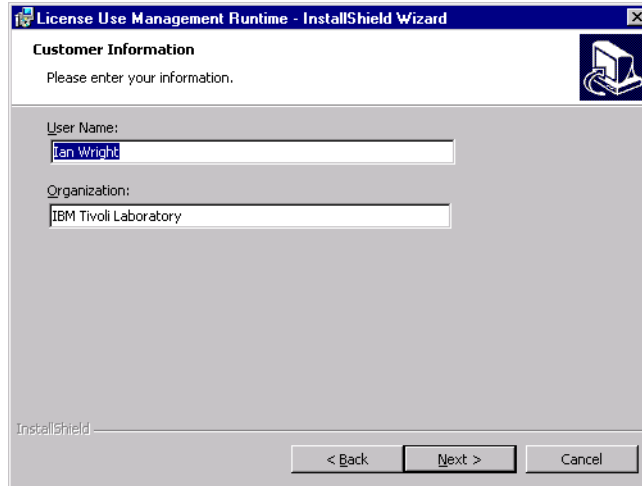 License Use Management Runtime - InstallShield Wizard
Customer Information
Please enter your information.
User Name:
Ian Wright
Organization:
IBM Tivoli Laboratory
InstallShield
< Back Next > Cancel